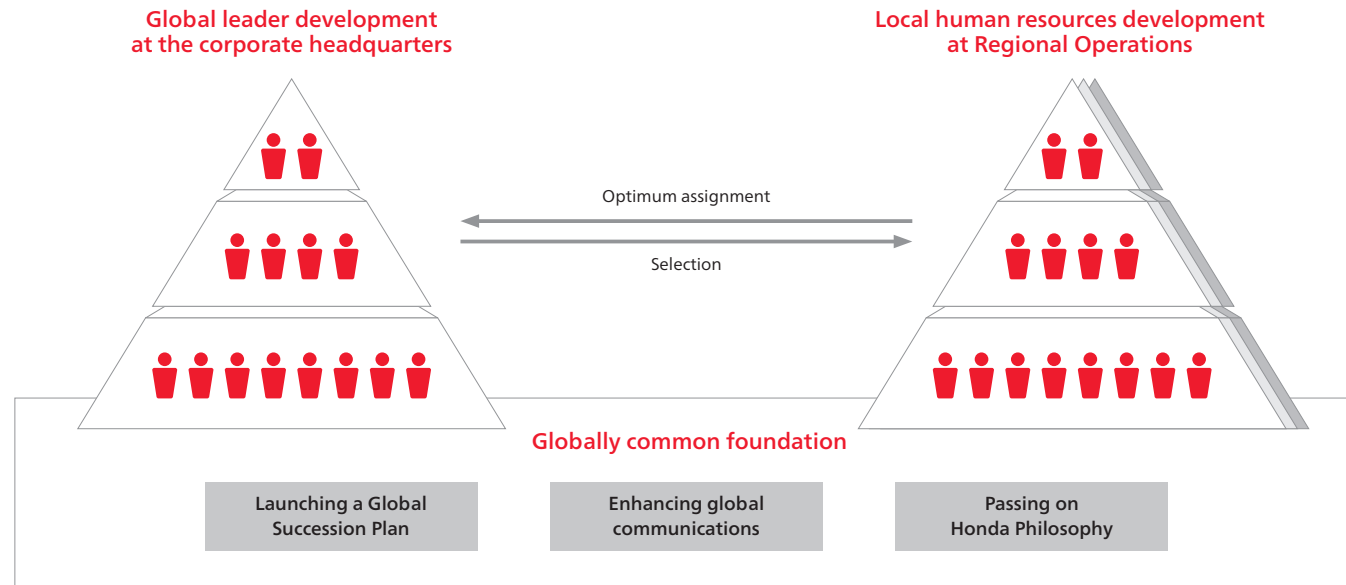 Global leader development
at the corporate headquarters
Local human resources development
at Regional Operations
Optimum assignment
Selection
Globally common foundation
Launching a Global
Succession Plan
Enhancing global
communications
Passing on
Honda Philosophy